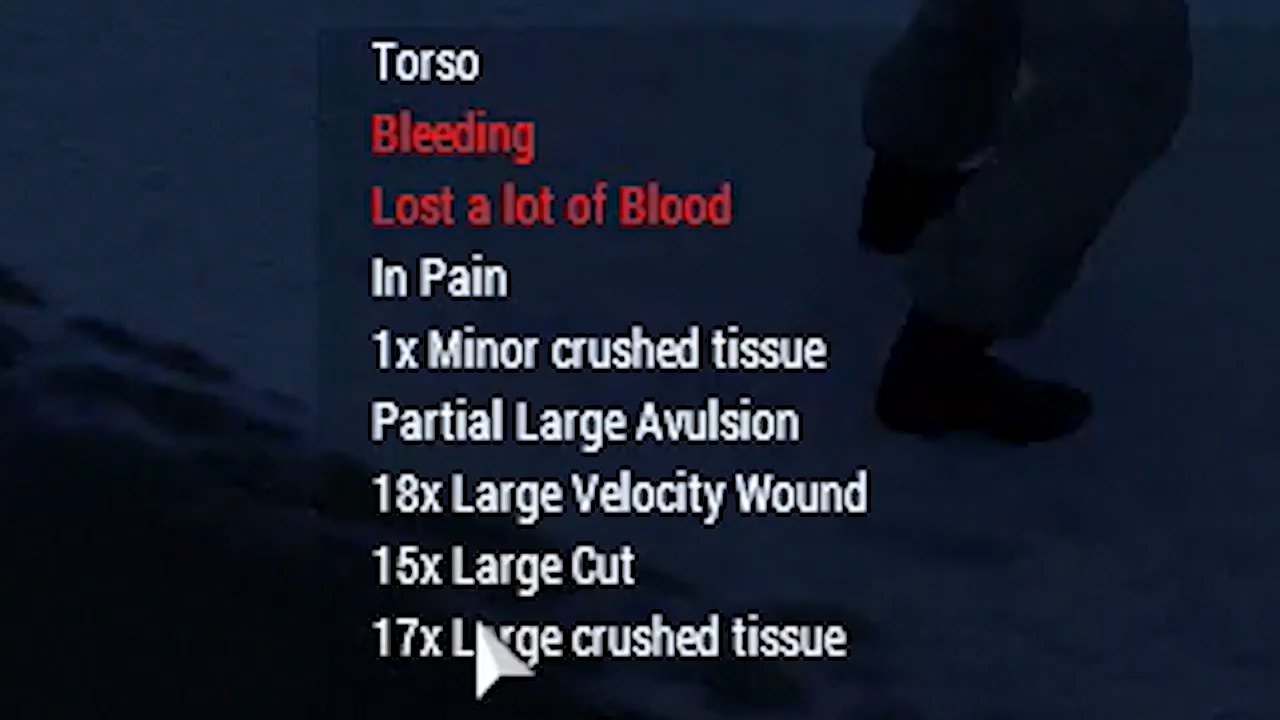 Torso
Bleeding
Lost a lot of Blood
In Pain
1x Minor crushed tissue
Partial Large Avulsion
18x Large Velocity Wound
15x Large Cut
17x Large crushed tissue